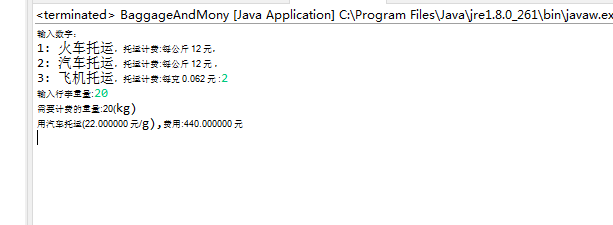 <terminated> BaggageAndMony [Java Application] C:\Program Files\Java\jre1.8.0_261\bin\javaw.ex
输入数字:
1: 火车托运. 托运计费:每公斤 12 元.
2: 汽车托运. 托运计费:每公斤 12 元 .
3: 飞机托运. 托运计费:每克 0.062 元 :2
输入行李重量:20
需要计费的重量:20(kg)
用汽车托运(22.000000 元/g),费用:440.000000 元